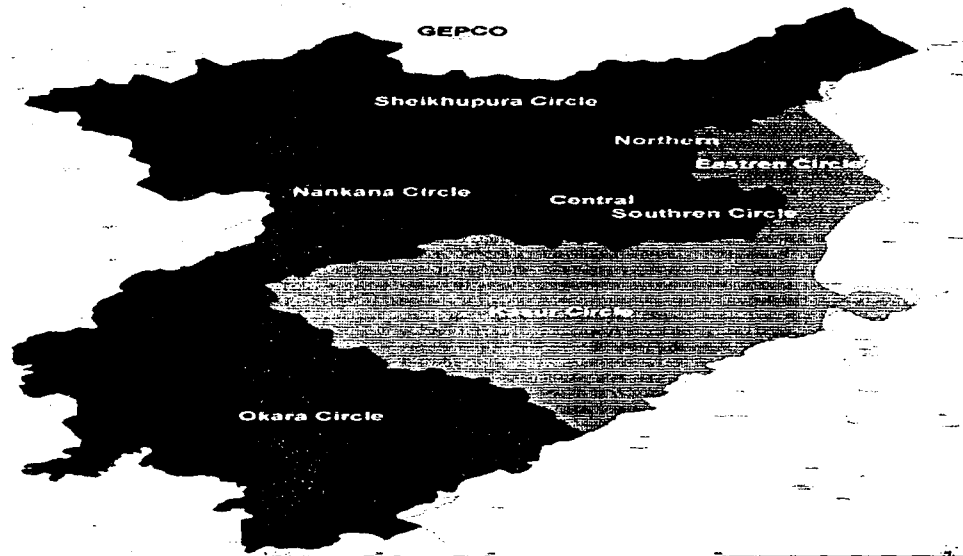 GEPCO
Sheikhupura Circle
Northern
Eastren Circle
Nankana Circle
Central
Southren Circle
Kasur Circle
Okara Circle